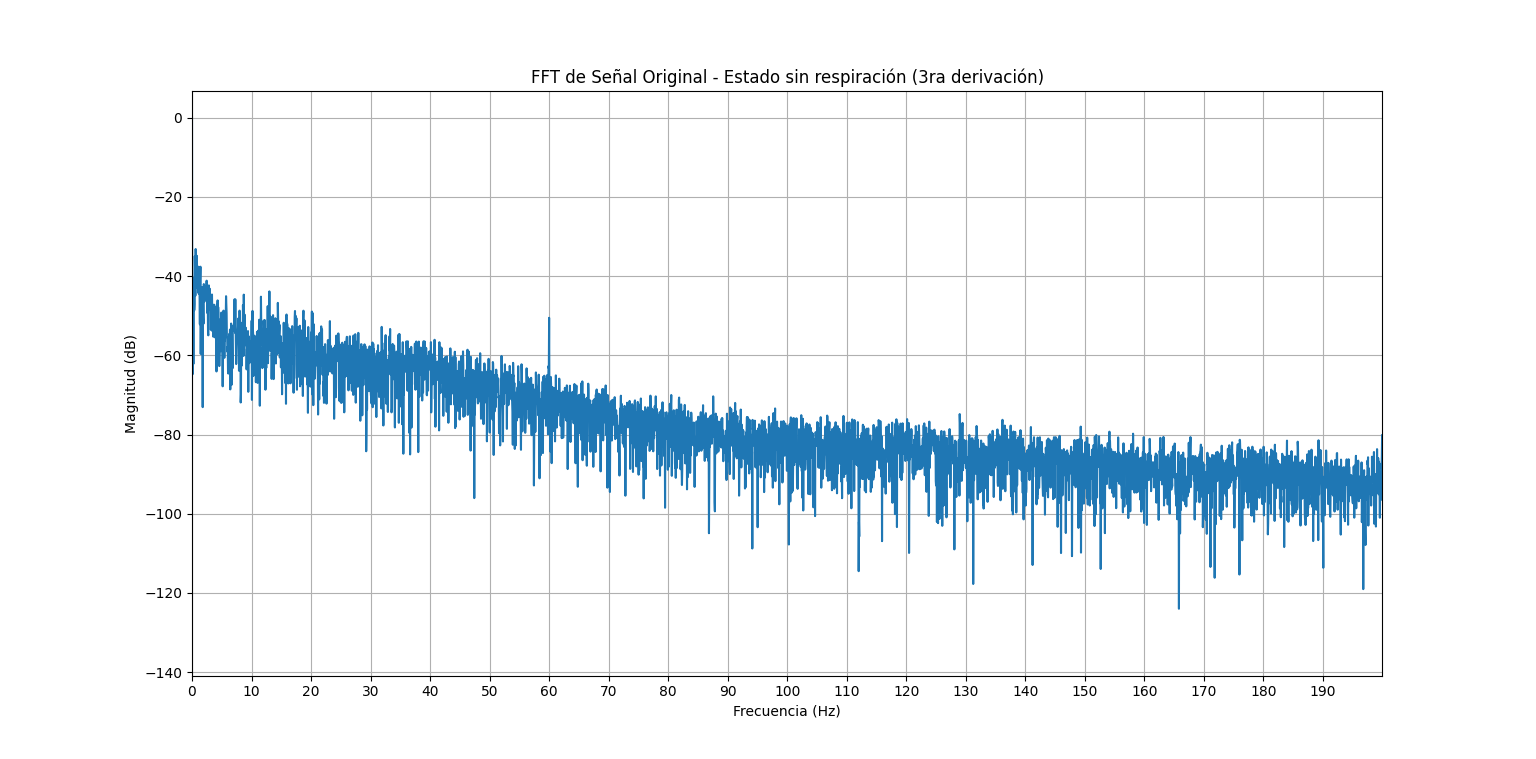 FFT de Señal Original - Estado sin respiración (3ra derivación)
Magnitud (dB)
0
−20
−40
−60
−80
−100
−120
−140
0 10 20 30 40 50 60 70 80 90 100 110 120 130 140 150 160 170 180 190
Frecuencia (Hz)